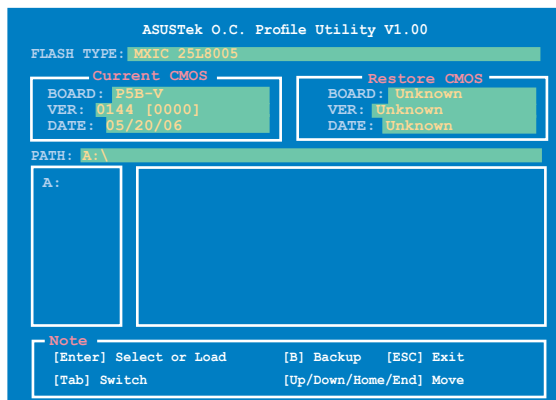 ASUSTek O.C. Profile Utility V1.00
FLASH TYPE: MXIC 25L8005
Current CMOS
BOARD: P5B-V
VER: 0144 [0000]
DATE: 05/20/06
Restore CMOS
BOARD: Unknown
VER: Unknown
DATE: Unknown
PATH: A:\
A:
Note
[Enter] Select or Load [B] Backup [ESC] Exit
[Tab] Switch [Up/Down/Home/End] Move